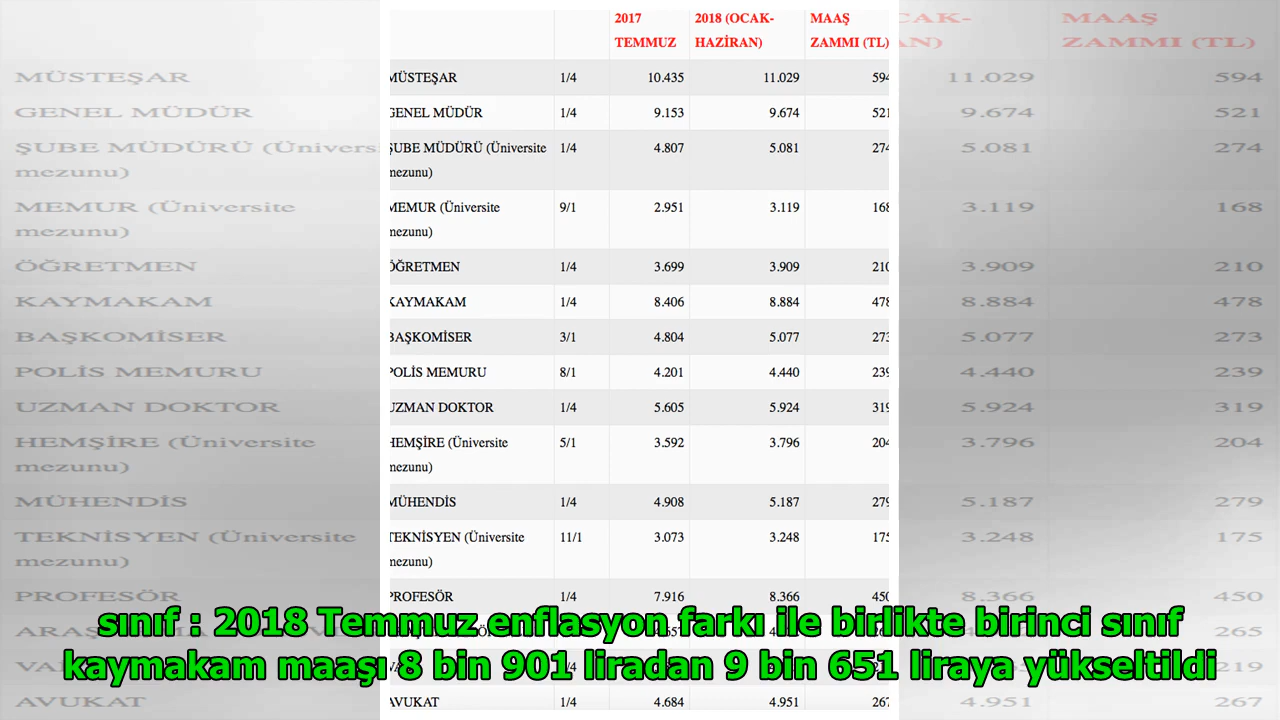 2017 2018 (OCAK- MAAŞ
TEMMUZ HAZİRAN) ZAMMI (TL)
MÜSTEŞAR 1/4 10.435 11.029 594
GENEL MÜDÜR 1/4 9.153 9.674 521
ŞUBE MÜDÜRÜ (Üniversite 1/4 4.807 5.081 274
mezunu)
MEMUR (Üniversite 9/1 2.951 3.119 168
mezunu)
ÖĞRETMEN 1/4 3.699 3.909 210
KAYMAKAM 1/4 8.406 8.884 478
BAŞKOMİSER 3/1 4.804 5.077 273
POLİS MEMURU 8/1 4.201 4.440 239
UZMAN DOKTOR 1/4 5.605 5.924 319
HEMŞİRE (Üniversite 5/1 3.592 3.796 204
mezunu)
MÜHENDİS 1/4 4.908 5.187 279
TEKNİSYEN (Üniversite 11/1 3.073 3.248 175
mezunu)
PROFESÖR 1/4 7.916 8.366 450
sınıf : 2018 Temmuz enflasyon farkı ile birlikte birinci sınıf
kaymakam maaşı 8 bin 901 liradan 9 bin 651 liraya yükseltildi
AVUKAT 1/4 4.684 4.951 267